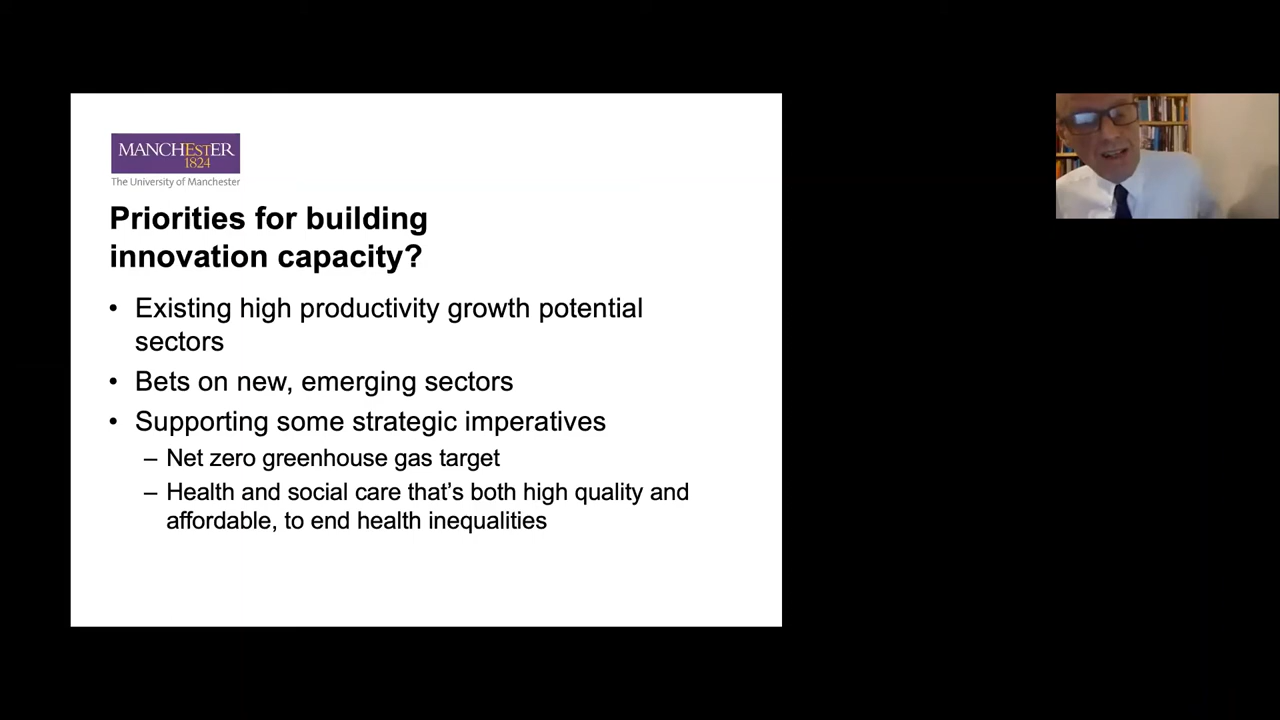 MANCHESTER
1824
The University of Manchester
Priorities for building
innovation capacity?
• Existing high productivity growth potential
sectors
• Bets on new, emerging sectors
• Supporting some strategic imperatives
– Net zero greenhouse gas target
– Health and social care that’s both high quality and
affordable, to end health inequalities